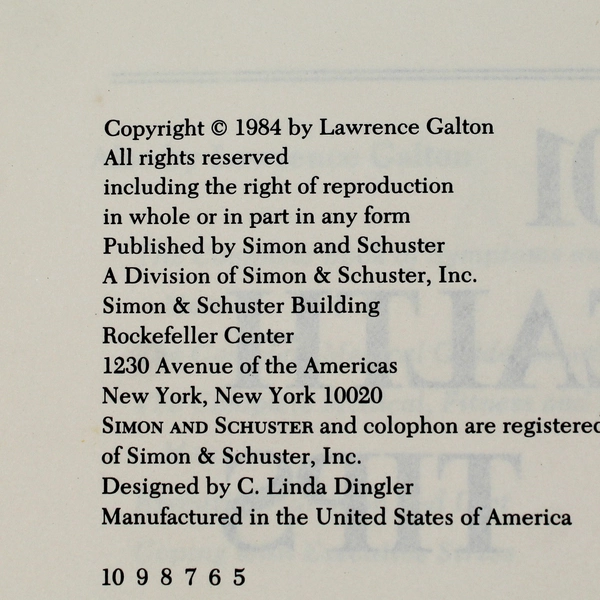 Copyright © 1984 by Lawrence Galton
All rights reserved
including the right of reproduction
in whole or in part in any form
Published by Simon and Schuster
A Division of Simon & Schuster, Inc.
Simon & Schuster Building
Rockefeller Center
1230 Avenue of the Americas
New York, New York 10020
SIMON AND SCHUSTER and colophon are registered
of Simon & Schuster, Inc.
Designed by C. Linda Dingler
Manufactured in the United States of America
10 9 8 7 6 5